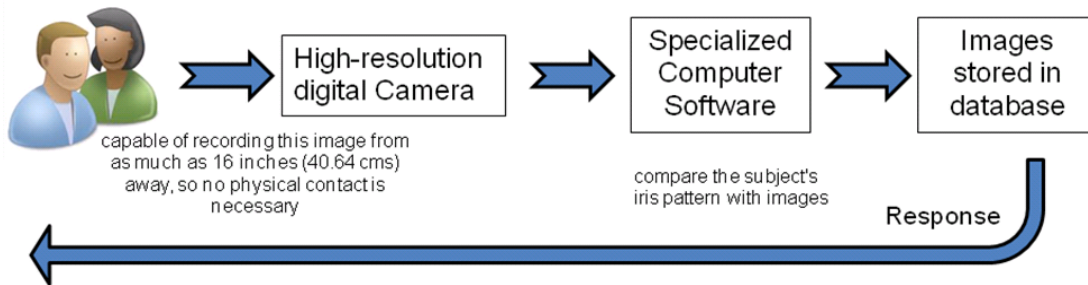 High-resolution
digital Camera
capable of recording this image from
as much as 16 inches (40.64 cms)
away, so no physical contact is
necessary
Specialized
Computer
Software
compare the subject's
iris pattern with images
Images
stored in
database
Response